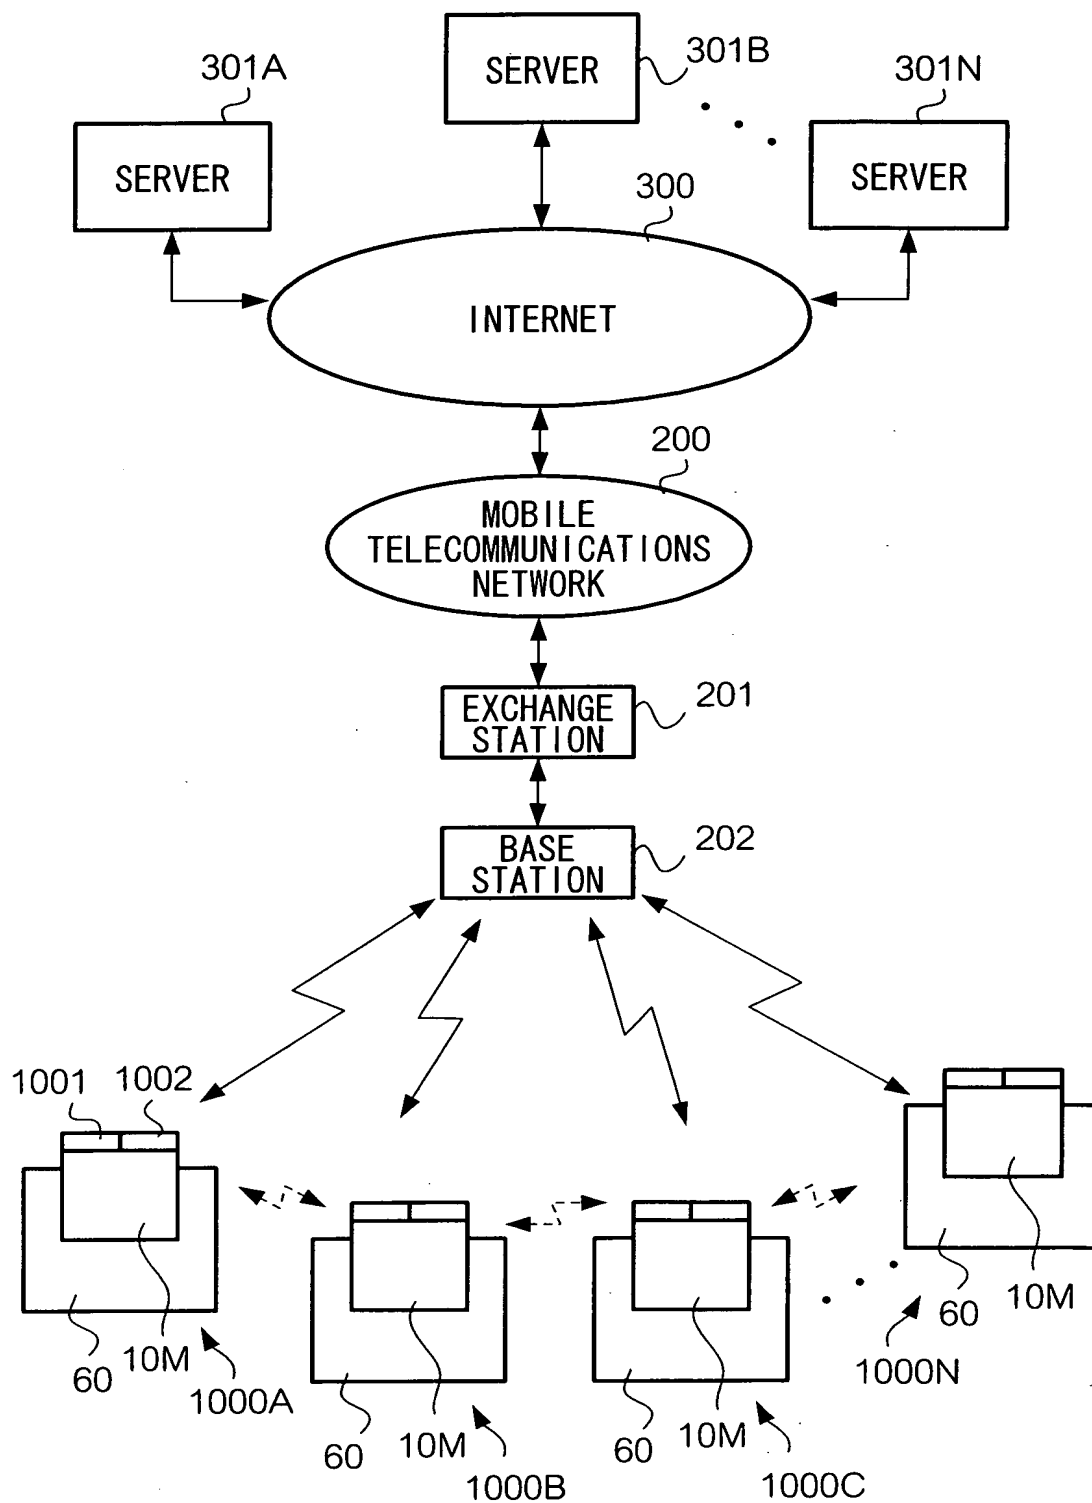 301A
SERVER
SERVER
301B
301N
SERVER
300
INTERNET
200
MOBILE
TELECOMMUNICATIONS
NETWORK
EXCHANGE
STATION
201
BASE
STATION
202
1001
1002
60
10M
1000A
60
10M
1000B
60
10M
1000C
60
10M
1000N